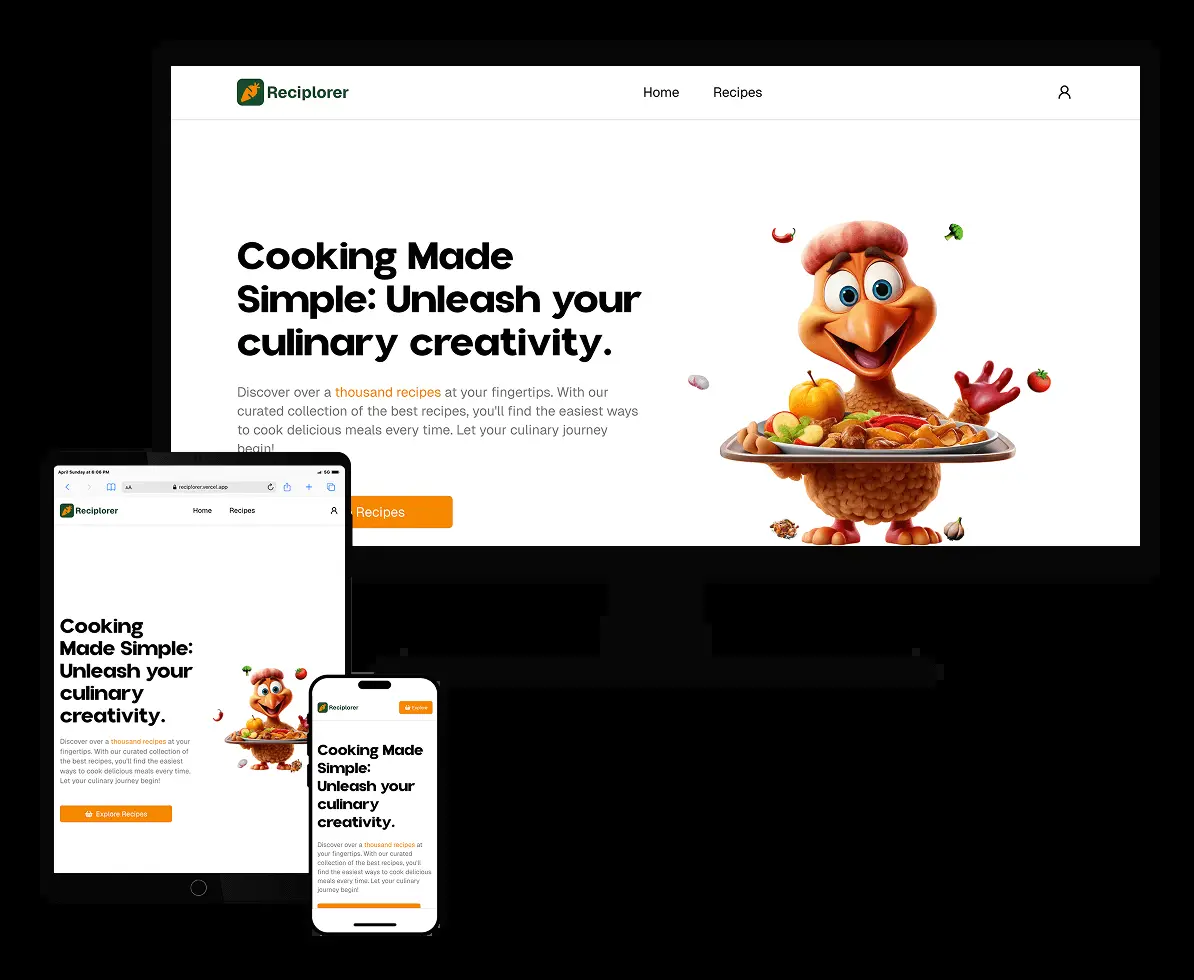 Reciplorer
Home
Recipes
Cooking Made
Simple: Unleash your
culinary creativity.
Discover over a thousand recipes at your fingertips. With our
curated collection of the best recipes, you'll find the easiest ways
to cook delicious meals every time. Let your culinary journey
begin!
Recipes
April Sunday at 6:06 PM
5G
AA
reciplorer.vercel.app
Reciplorer
Home
Recipes
Cooking
Made Simple:
Unleash your
culinary
creativity.
Discover over a thousand recipes at your
fingertips. With our curated collection of
the best recipes, you'll find the easiest
ways to cook delicious meals every time.
Let your culinary journey begin!
Explore Recipes
Reciplorer
Explore
Cooking Made
Simple:
Unleash your
culinary
creativity.
Discover over a thousand recipes at
your fingertips. With our curated
collection of the best recipes, you'll
find the easiest ways to cook delicious
meals every time. Let your culinary
journey begin!